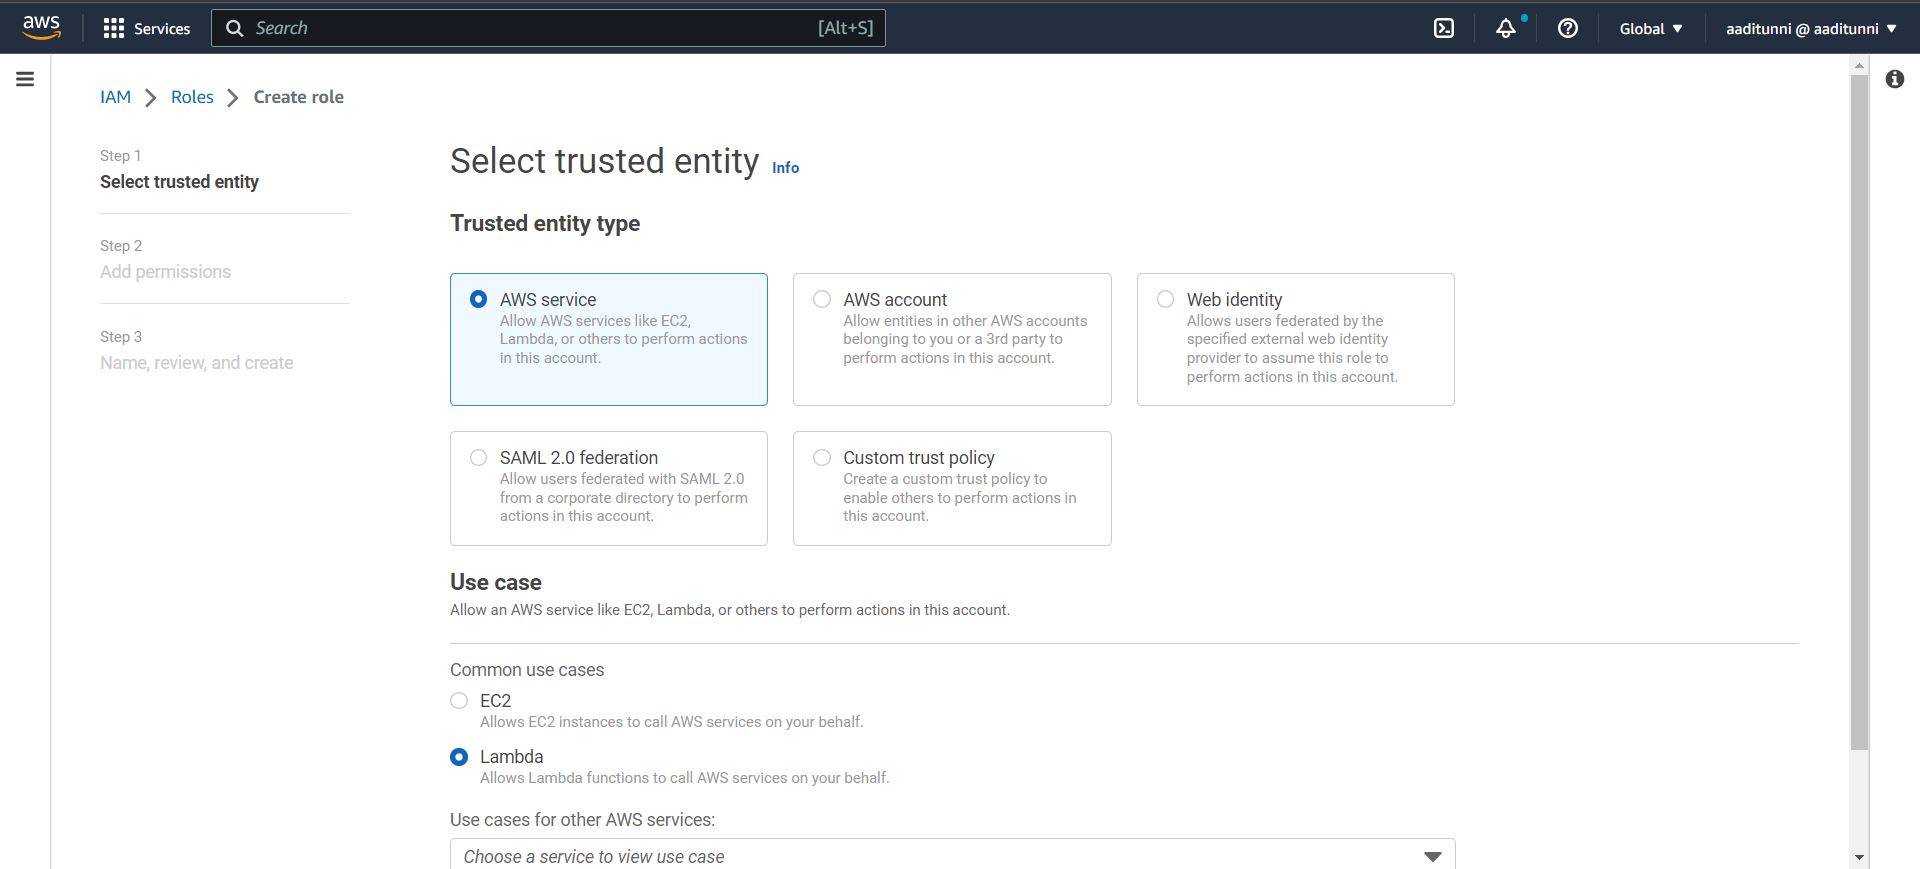 aws Services Search [Alt+S] Global aaditunni @ aaditunni
IAM Roles Create role
Step 1
Select trusted entity
Step 2
Add permissions
Step 3
Name, review, and create
Select trusted entity Info
Trusted entity type
AWS service
Allow AWS services like EC2,
Lambda, or others to perform actions
in this account.
AWS account
Allow entities in other AWS accounts
belonging to you or a 3rd party to
perform actions in this account.
Web identity
Allows users federated by the
specified external web identity
provider to assume this role to
perform actions in this account.
SAML 2.0 federation
Allow users federated with SAML 2.0
from a corporate directory to perform
actions in this account.
Custom trust policy
Create a custom trust policy to
enable others to perform actions in
this account.
Use case
Allow an AWS service like EC2, Lambda, or others to perform actions in this account.
Common use cases
EC2
Allows EC2 instances to call AWS services on your behalf.
Lambda
Allows Lambda functions to call AWS services on your behalf.
Use cases for other AWS services:
Choose a service to view use case